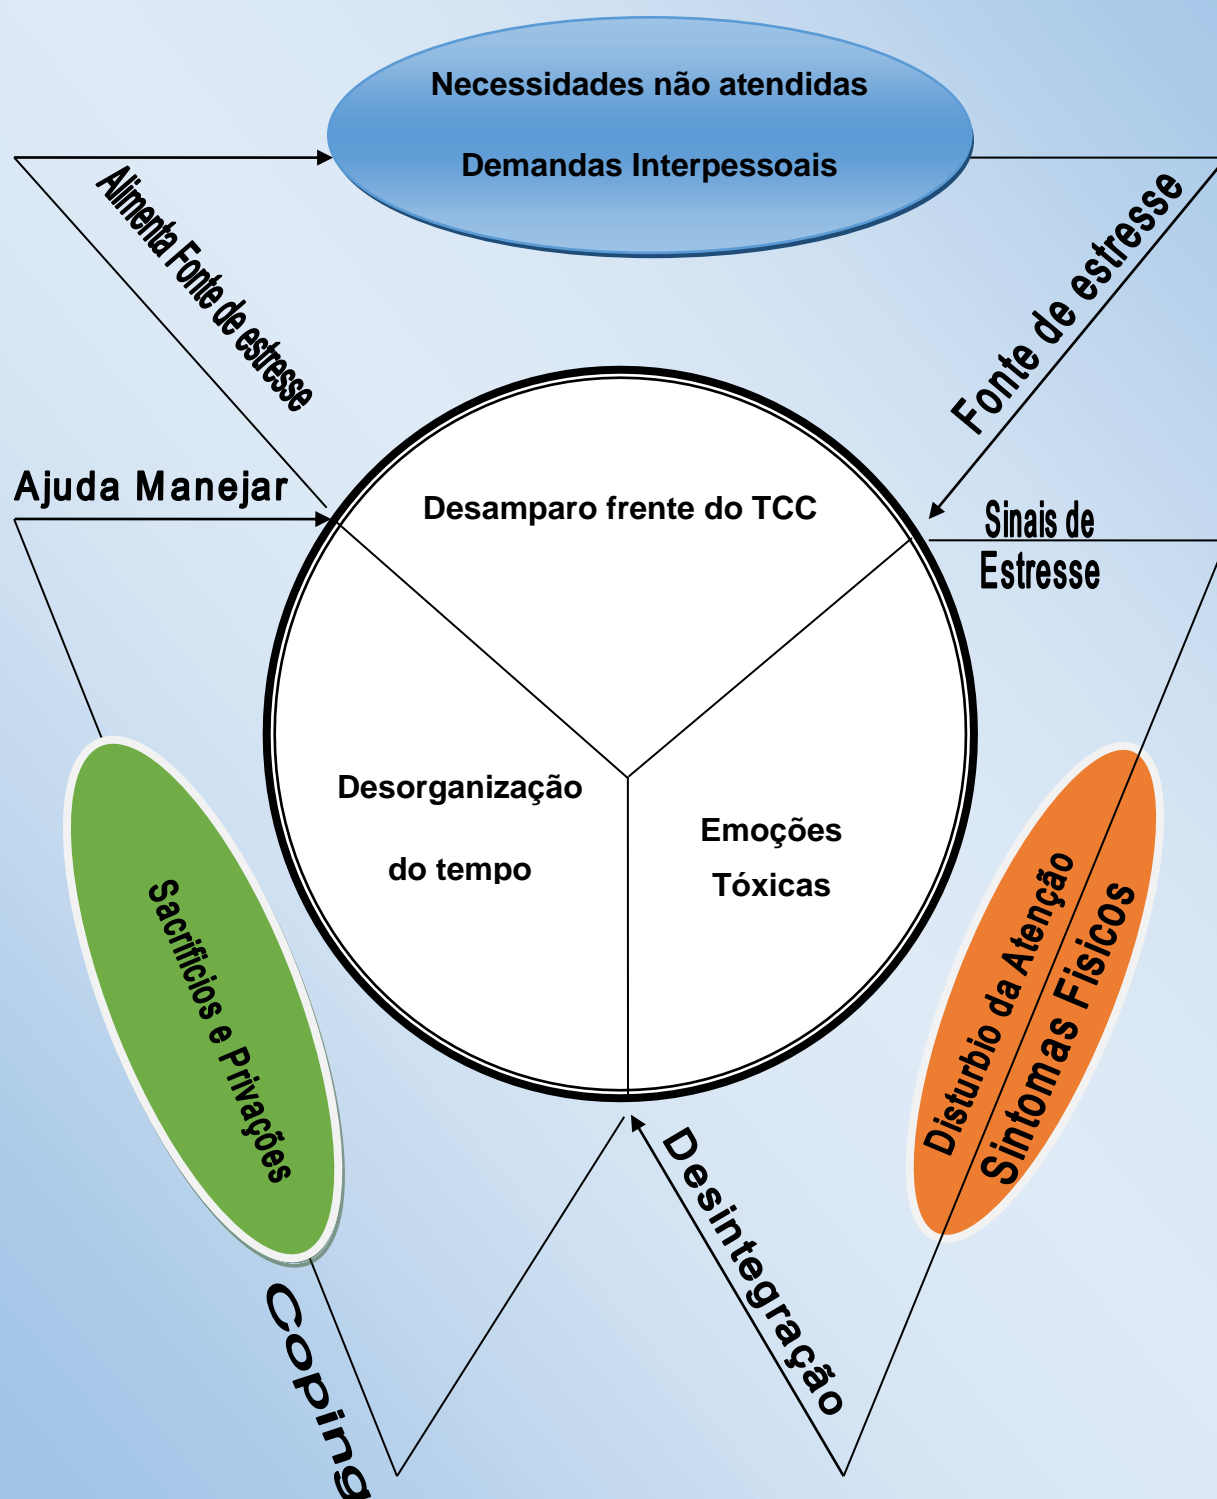 Necessidades não atendidas
Demandas Interpessoais
Alimenta Fonte de estresse
Fonte de estresse
Ajuda Manejar
Desamparo frente do TCC
Sinais de
Estresse
Desorganização
do tempo
Emoções
Tóxicas
Sacrificios e Privações
Disturbio da Atenção
Sintomas Fisicos
Desintegração
Coping